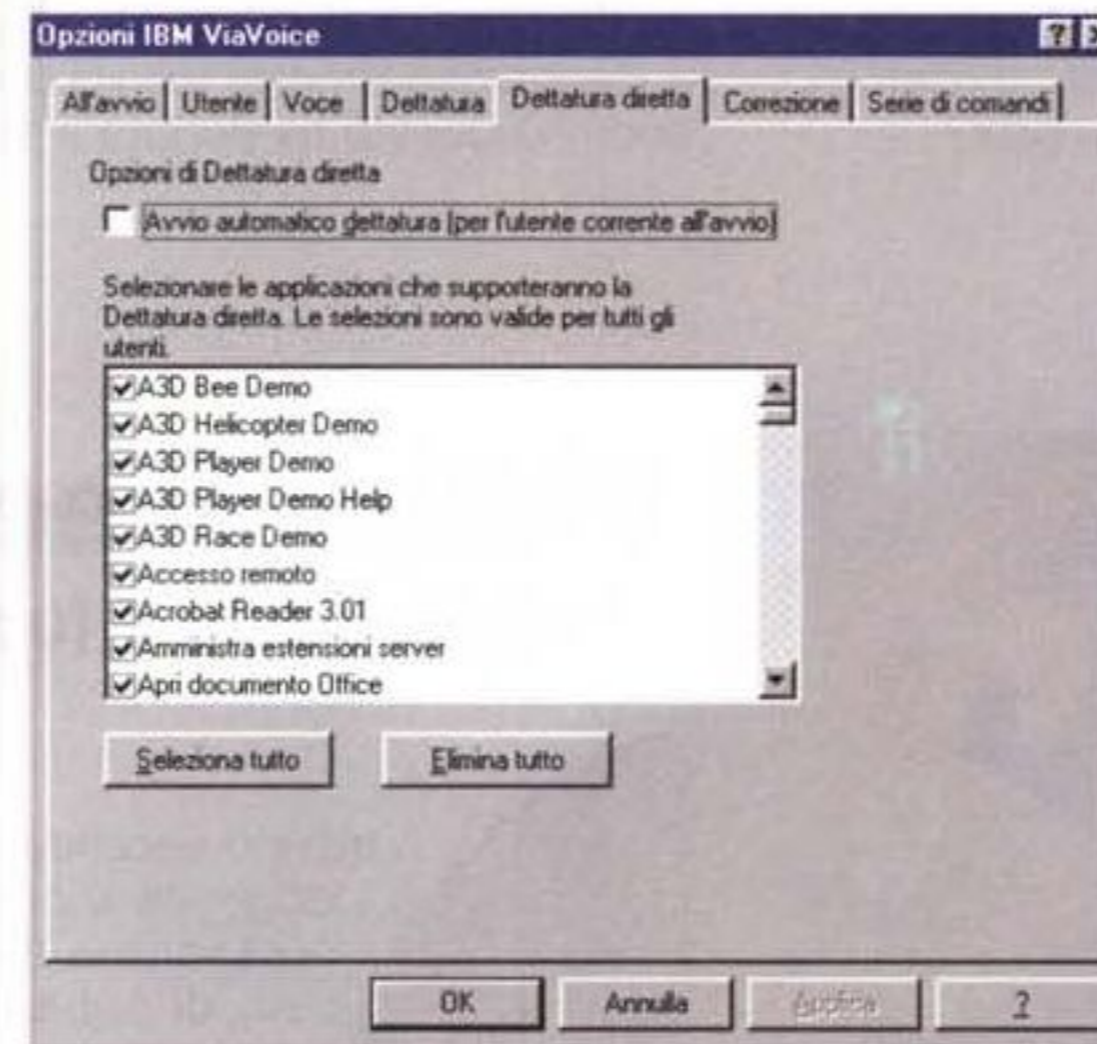 Opzioni IBM ViaVoice
All'avvio Utente Voce Dettatura Dettatura diretta Correzione Serie di comandi
Opzioni di Dettatura diretta
Avvio automatico dettatura (per l'utente corrente all'avvio)
Selezionare le applicazioni che supporteranno la
Dettatura diretta. Le selezioni sono valide per tutti gli
utenti.
A3D Bee Demo
A3D Helicopter Demo
A3D Player Demo
A3D Player Demo Help
A3D Race Demo
Accesso remoto
Acrobat Reader 3.01
Amministra estensioni server
Apri documento Office
Seleziona tutto Elimina tutto
OK Annulla Applica ?